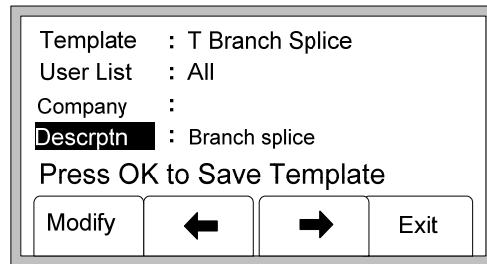 Template : T Branch Splice
User List : All
Company :
Descrptn : Branch splice
Press OK to Save Template
Modify ← → Exit